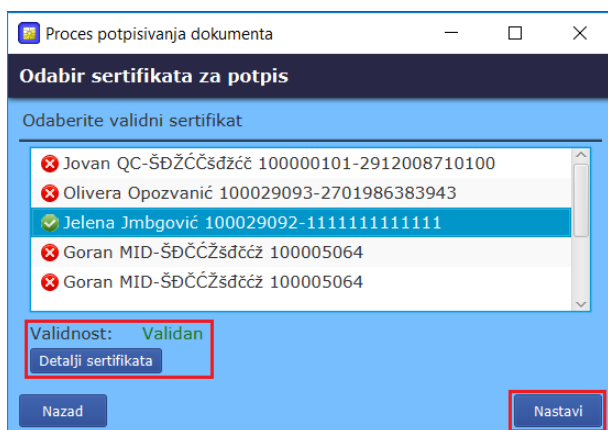 Proces potpisivanja dokumenta
Odabir sertifikata za potpis
Odaberite validni sertifikat
Jovan QC-ŠĐŽĆČšđžćč 100000101-2912008710100
Olivera Opozvanić 100029093-2701986383943
Jelena Jmbgović 100029092-1111111111111
Goran MID-ŠĐČĆŽšđčćž 100005064
Goran MID-ŠĐČĆŽšđčćž 100005064
Validnost: Validan
Detalji sertifikata
Nazad Nastavi